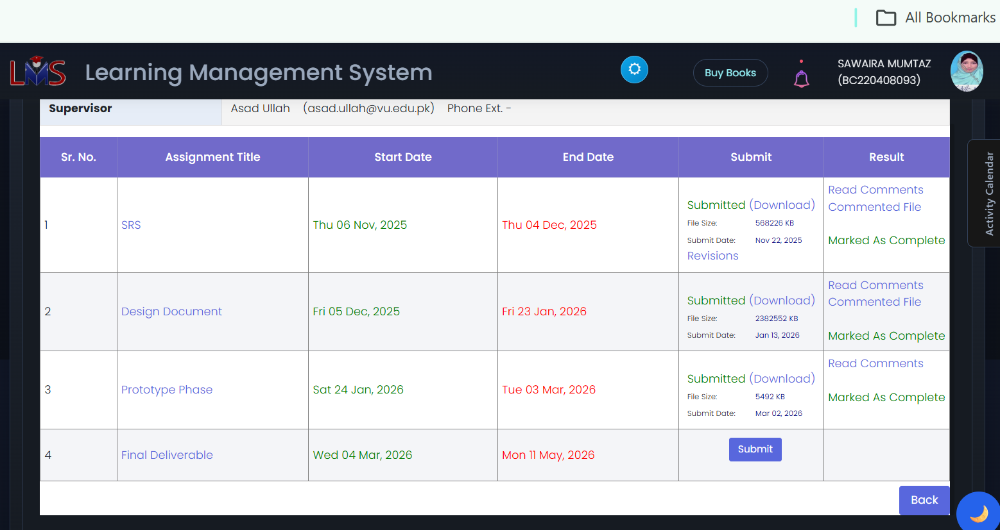 All Bookmarks
LMS Learning Management System
Buy Books
SAWAIRA MUMTAZ
(BC220408093)
Supervisor Asad Ullah (asad.ullah@vu.edu.pk) Phone Ext. -
Activity Calendar
Sr. No. Assignment Title Start Date End Date Submit Result
1 SRS Thu 06 Nov, 2025 Thu 04 Dec, 2025
Submitted (Download)
File Size: 568226 KB
Submit Date: Nov 22, 2025
Revisions
Read Comments
Commented File
Marked As Complete
2 Design Document Fri 05 Dec, 2025 Fri 23 Jan, 2026
Submitted (Download)
File Size: 2382552 KB
Submit Date: Jan 13, 2026
Read Comments
Commented File
Marked As Complete
3 Prototype Phase Sat 24 Jan, 2026 Tue 03 Mar, 2026
Submitted (Download)
File Size: 5492 KB
Submit Date: Mar 02, 2026
Read Comments
Marked As Complete
4 Final Deliverable Wed 04 Mar, 2026 Mon 11 May, 2026 Submit
Back